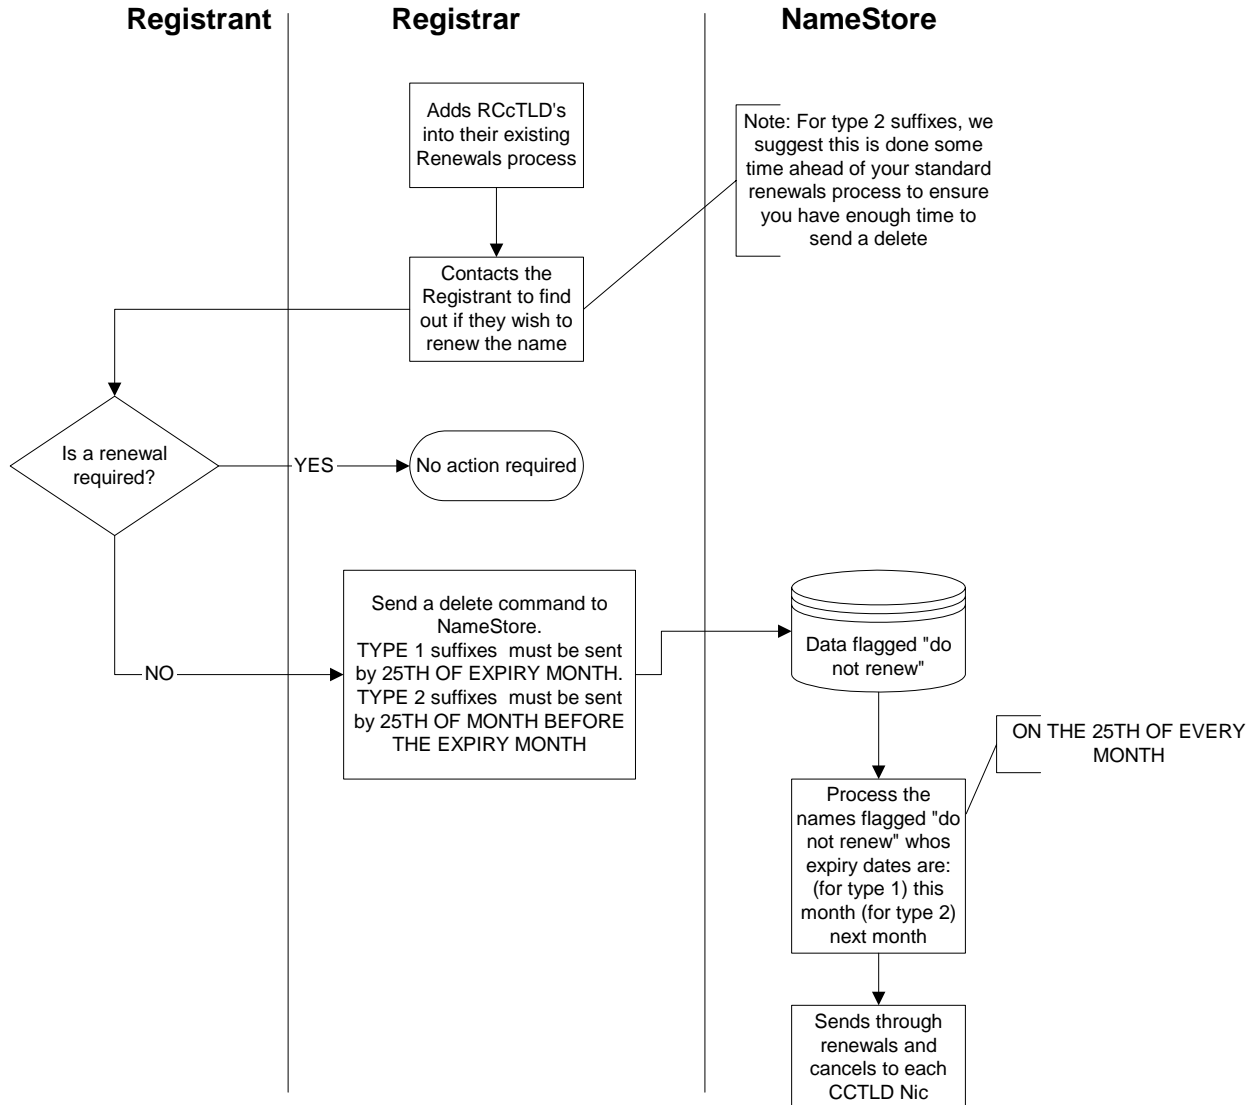 Registrant
Registrar
NameStore
Adds RCcTLD's
into their existing
Renewals process
Note: For type 2 suffixes, we
suggest this is done some
time ahead of your standard
renewals process to ensure
you have enough time to
send a delete
Contacts the
Registrant to find
out if they wish to
renew the name
Is a renewal
required?
YES
No action required
NO
Send a delete command to
NameStore.
TYPE 1 suffixes must be sent
by 25TH OF EXPIRY MONTH.
TYPE 2 suffixes must be sent
by 25TH OF MONTH BEFORE
THE EXPIRY MONTH
Data flagged "do
not renew"
ON THE 25TH OF EVERY
MONTH
Process the
names flagged "do
not renew" whos
expiry dates are:
(for type 1) this
month (for type 2)
next month
Sends through
renewals and
cancels to each
CCTLD Nic